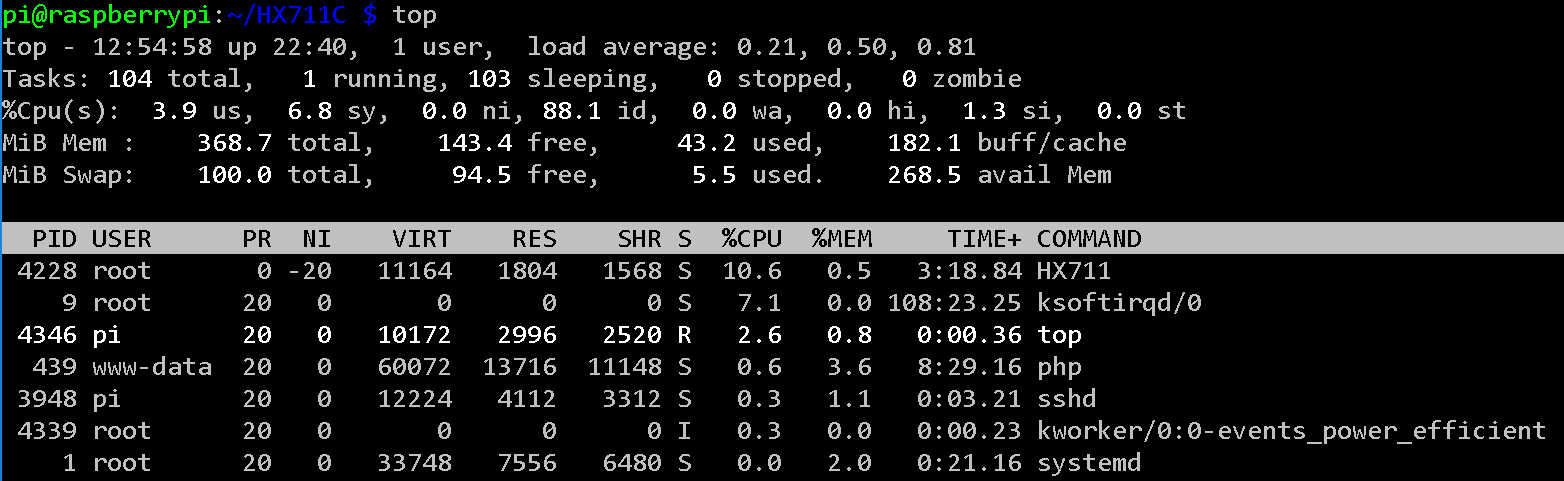 pi@raspberrypi:~/HX711C $ top
top - 12:54:58 up 22:40,  1 user,  load average: 0.21, 0.50, 0.81
Tasks: 104 total,   1 running, 103 sleeping,   0 stopped,   0 zombie
%Cpu(s):  3.9 us,  6.8 sy,  0.0 ni, 88.1 id,  0.0 wa,  0.0 hi,  1.3 si,  0.0 st
MiB Mem :    368.7 total,    143.4 free,     43.2 used,    182.1 buff/cache
MiB Swap:    100.0 total,     94.5 free,      5.5 used.    268.5 avail Mem
  PID USER      PR  NI    VIRT    RES    SHR S  %CPU  %MEM     TIME+ COMMAND
 4228 root       0 -20   11164   1804   1568 S  10.6   0.5   3:18.84 HX711
    9 root      20   0       0      0      0 S   7.1   0.0 108:23.25 ksoftirqd/0
 4346 pi        20   0   10172   2996   2520 R   2.6   0.8   0:00.36 top
  439 www-data  20   0   60072  13716  11148 S   0.6   3.6   8:29.16 php
 3948 pi        20   0   12224   4112   3312 S   0.3   1.1   0:03.21 sshd
 4339 root      20   0       0      0      0 I   0.3   0.0   0:00.23 kworker/0:0-events_power_efficient
    1 root      20   0   33748   7556   6480 S   0.0   2.0   0:21.16 systemd